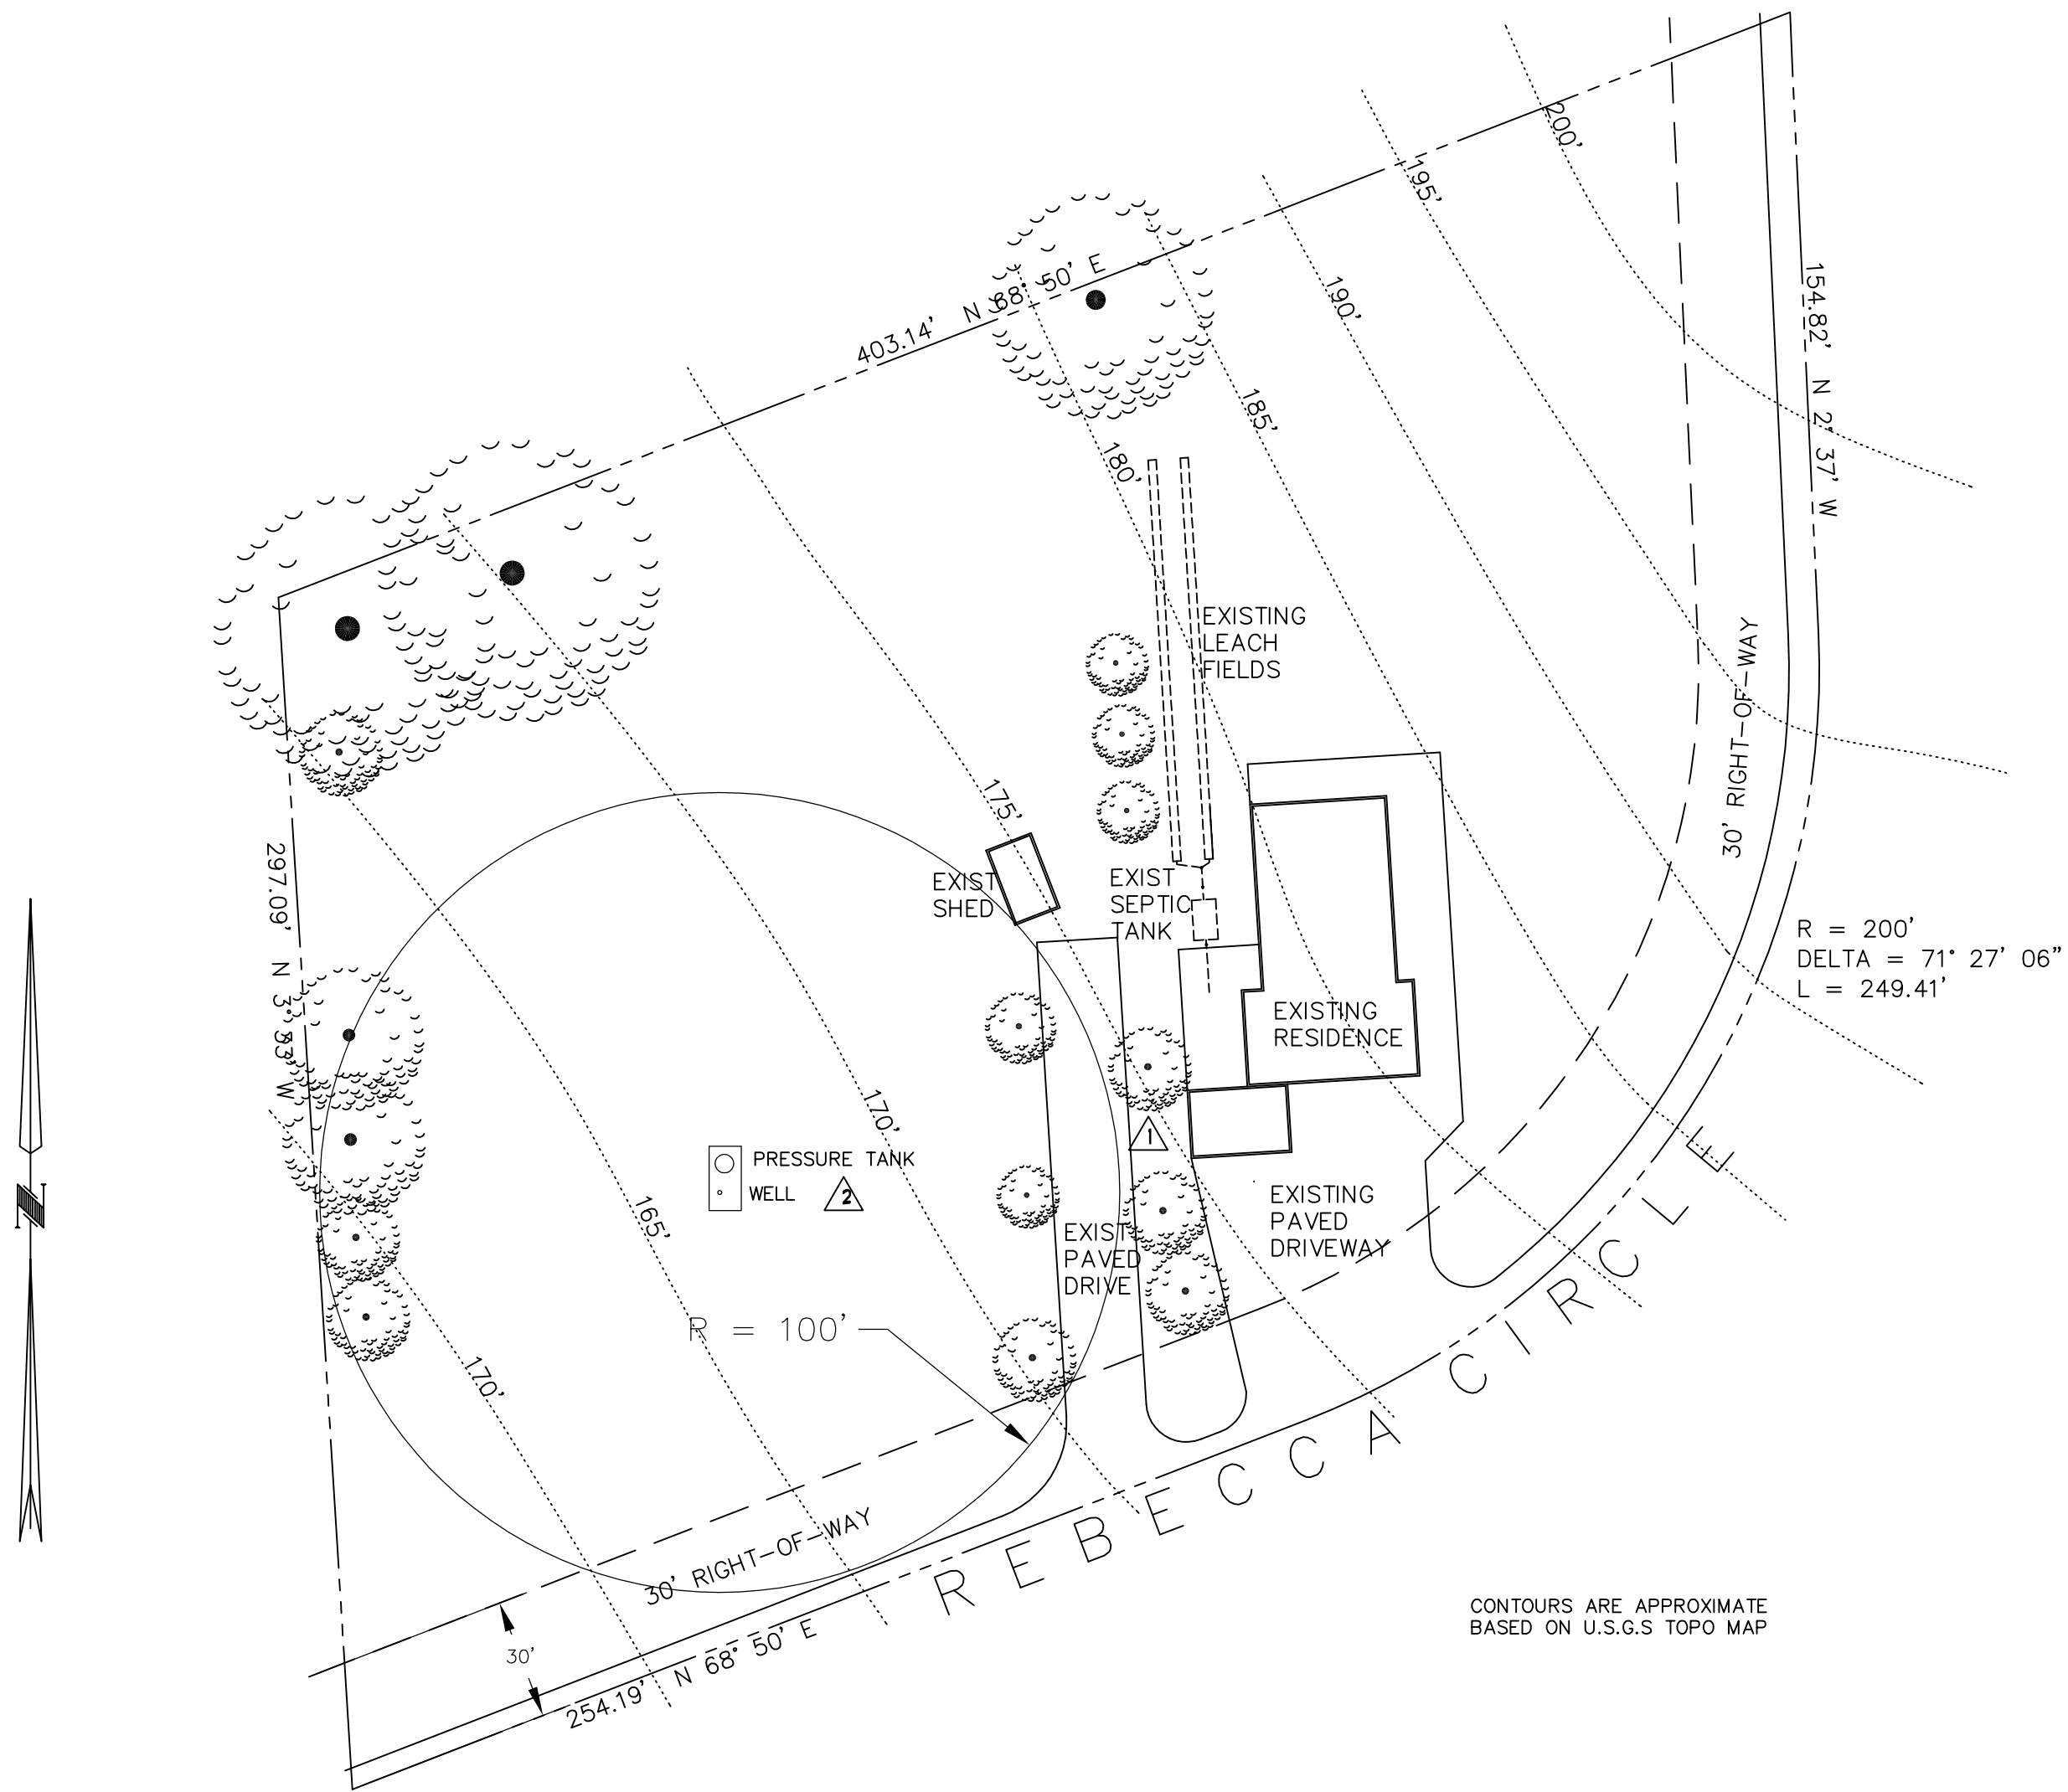 200'
195'
190'
154.82' N 2° 37' W
403.14' N 68° 50' E
185'
180'
EXISTING
LEACH
FIELDS
30' RIGHT-OF-WAY
175'
297.09' N 3° 33' W
EXIST
SHED
EXIST
SEPTIC
TANK
R = 200'
DELTA = 71° 27' 06"
L = 249.41'
EXISTING
RESIDENCE
170'
1
PRESSURE TANK
WELL
2
N
165'
EXISTING
PAVED
DRIVEWAY
EXIST
PAVED
DRIVE
R = 100'
170'
30' RIGHT-OF-WAY
REBECCA CIRCLE
30'
254.19' N 68° 50' E
CONTOURS ARE APPROXIMATE
BASED ON U.S.G.S TOPO MAP